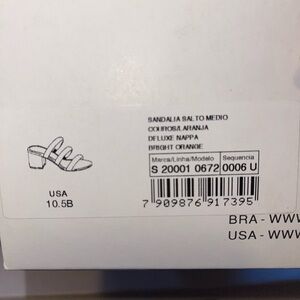 SANDALIA SALTO MEDIO
COUROS/LARANJA
DELUXE NAPPA
BRIGHT ORANGE
Marca/Linha/Modelo Sequencia
S 20001 0672 0006 U
USA
10.5B
7 909876 917395
BRA - WWW
USA - WWW